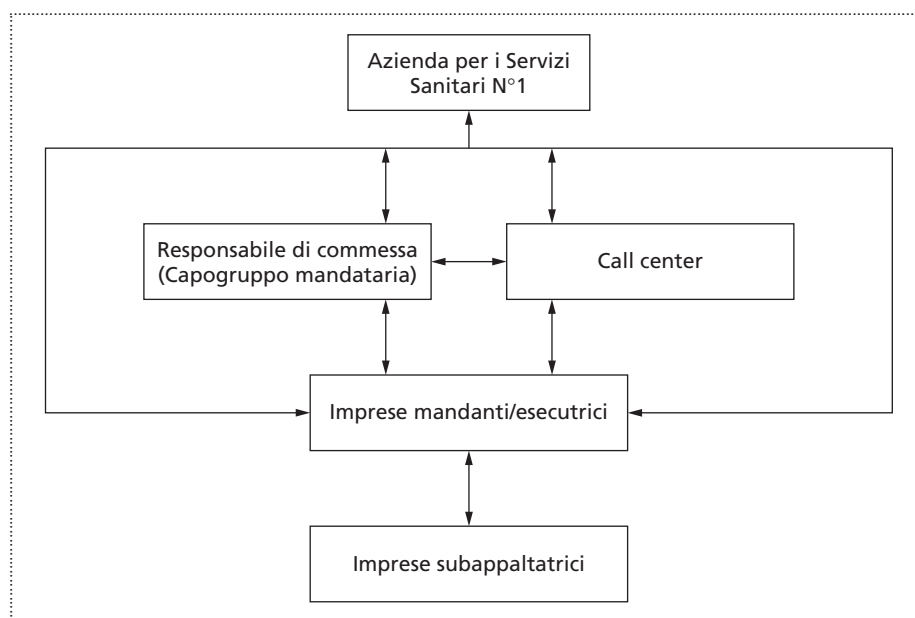 Azienda per i Servizi
Sanitari N°1
Responsabile di commessa
(Capogruppo mandataria)
Call center
Imprese mandanti/esecutrici
Imprese subappaltatrici